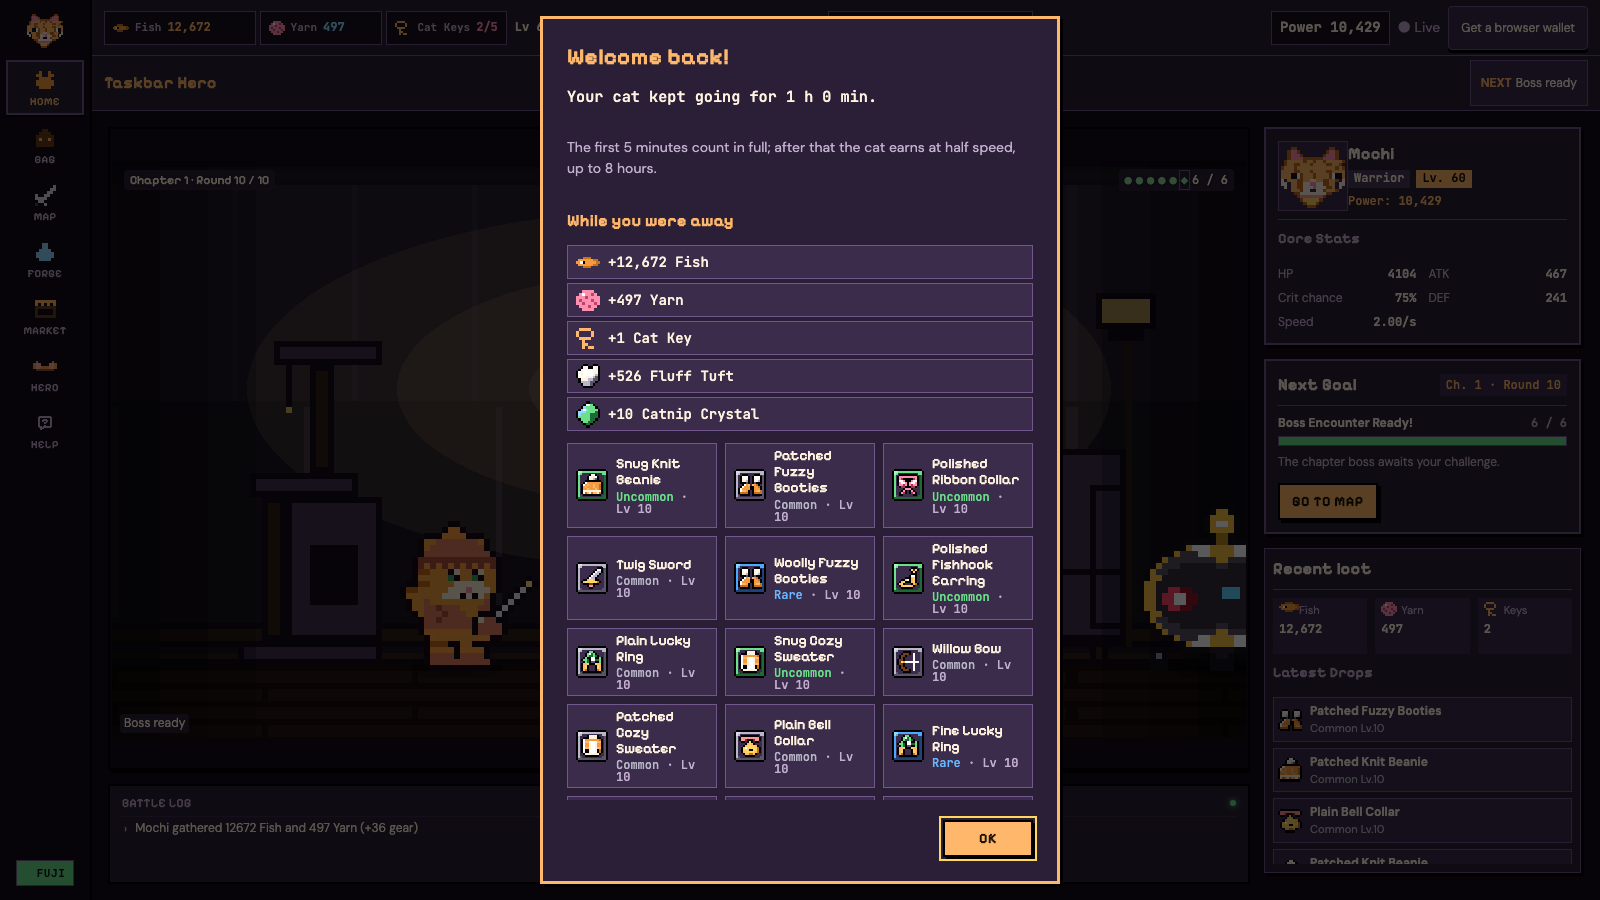 Fish 12,672
Yarn 497
Cat Keys 2/5
Lv
Power 10,429
Live
Get a browser wallet
HOME
BAG
MAP
FORGE
MARKET
HERO
HELP
FUJI
Taskbar Hero
NEXT Boss ready
Chapter 1 · Round 10 / 10
6 / 6
Boss ready
BATTLE LOG
› Mochi gathered 12672 Fish and 497 Yarn (+36 gear)
Welcome back!
Your cat kept going for 1 h 0 min.
The first 5 minutes count in full; after that the cat earns at half speed,
up to 8 hours.
While you were away
+12,672 Fish
+497 Yarn
+1 Cat Key
+526 Fluff Tuft
+10 Catnip Crystal
Snug Knit
Beanie
Uncommon ·
Lv 10
Patched
Fuzzy
Booties
Common · Lv
10
Polished
Ribbon Collar
Uncommon ·
Lv 10
Twig Sword
Common · Lv
10
Woolly Fuzzy
Booties
Rare · Lv 10
Polished
Fishhook
Earring
Uncommon ·
Lv 10
Plain Lucky
Ring
Common · Lv
10
Snug Cozy
Sweater
Uncommon ·
Lv 10
Willow Bow
Common · Lv
10
Patched
Cozy
Sweater
Common · Lv
10
Plain Bell
Collar
Common · Lv
10
Fine Lucky
Ring
Rare · Lv 10
OK
Mochi
Warrior
Lv. 60
Power: 10,429
Core Stats
HP 4104 ATK 467
Crit chance 75% DEF 241
Speed 2.00/s
Next Goal
Ch. 1 · Round 10
Boss Encounter Ready! 6 / 6
The chapter boss awaits your challenge.
GO TO MAP
Recent loot
Fish
12,672
Yarn
497
Keys
2
Latest Drops
Patched Fuzzy Booties
Common Lv.10
Patched Knit Beanie
Common Lv.10
Plain Bell Collar
Common Lv.10
Patched Knit Beanie